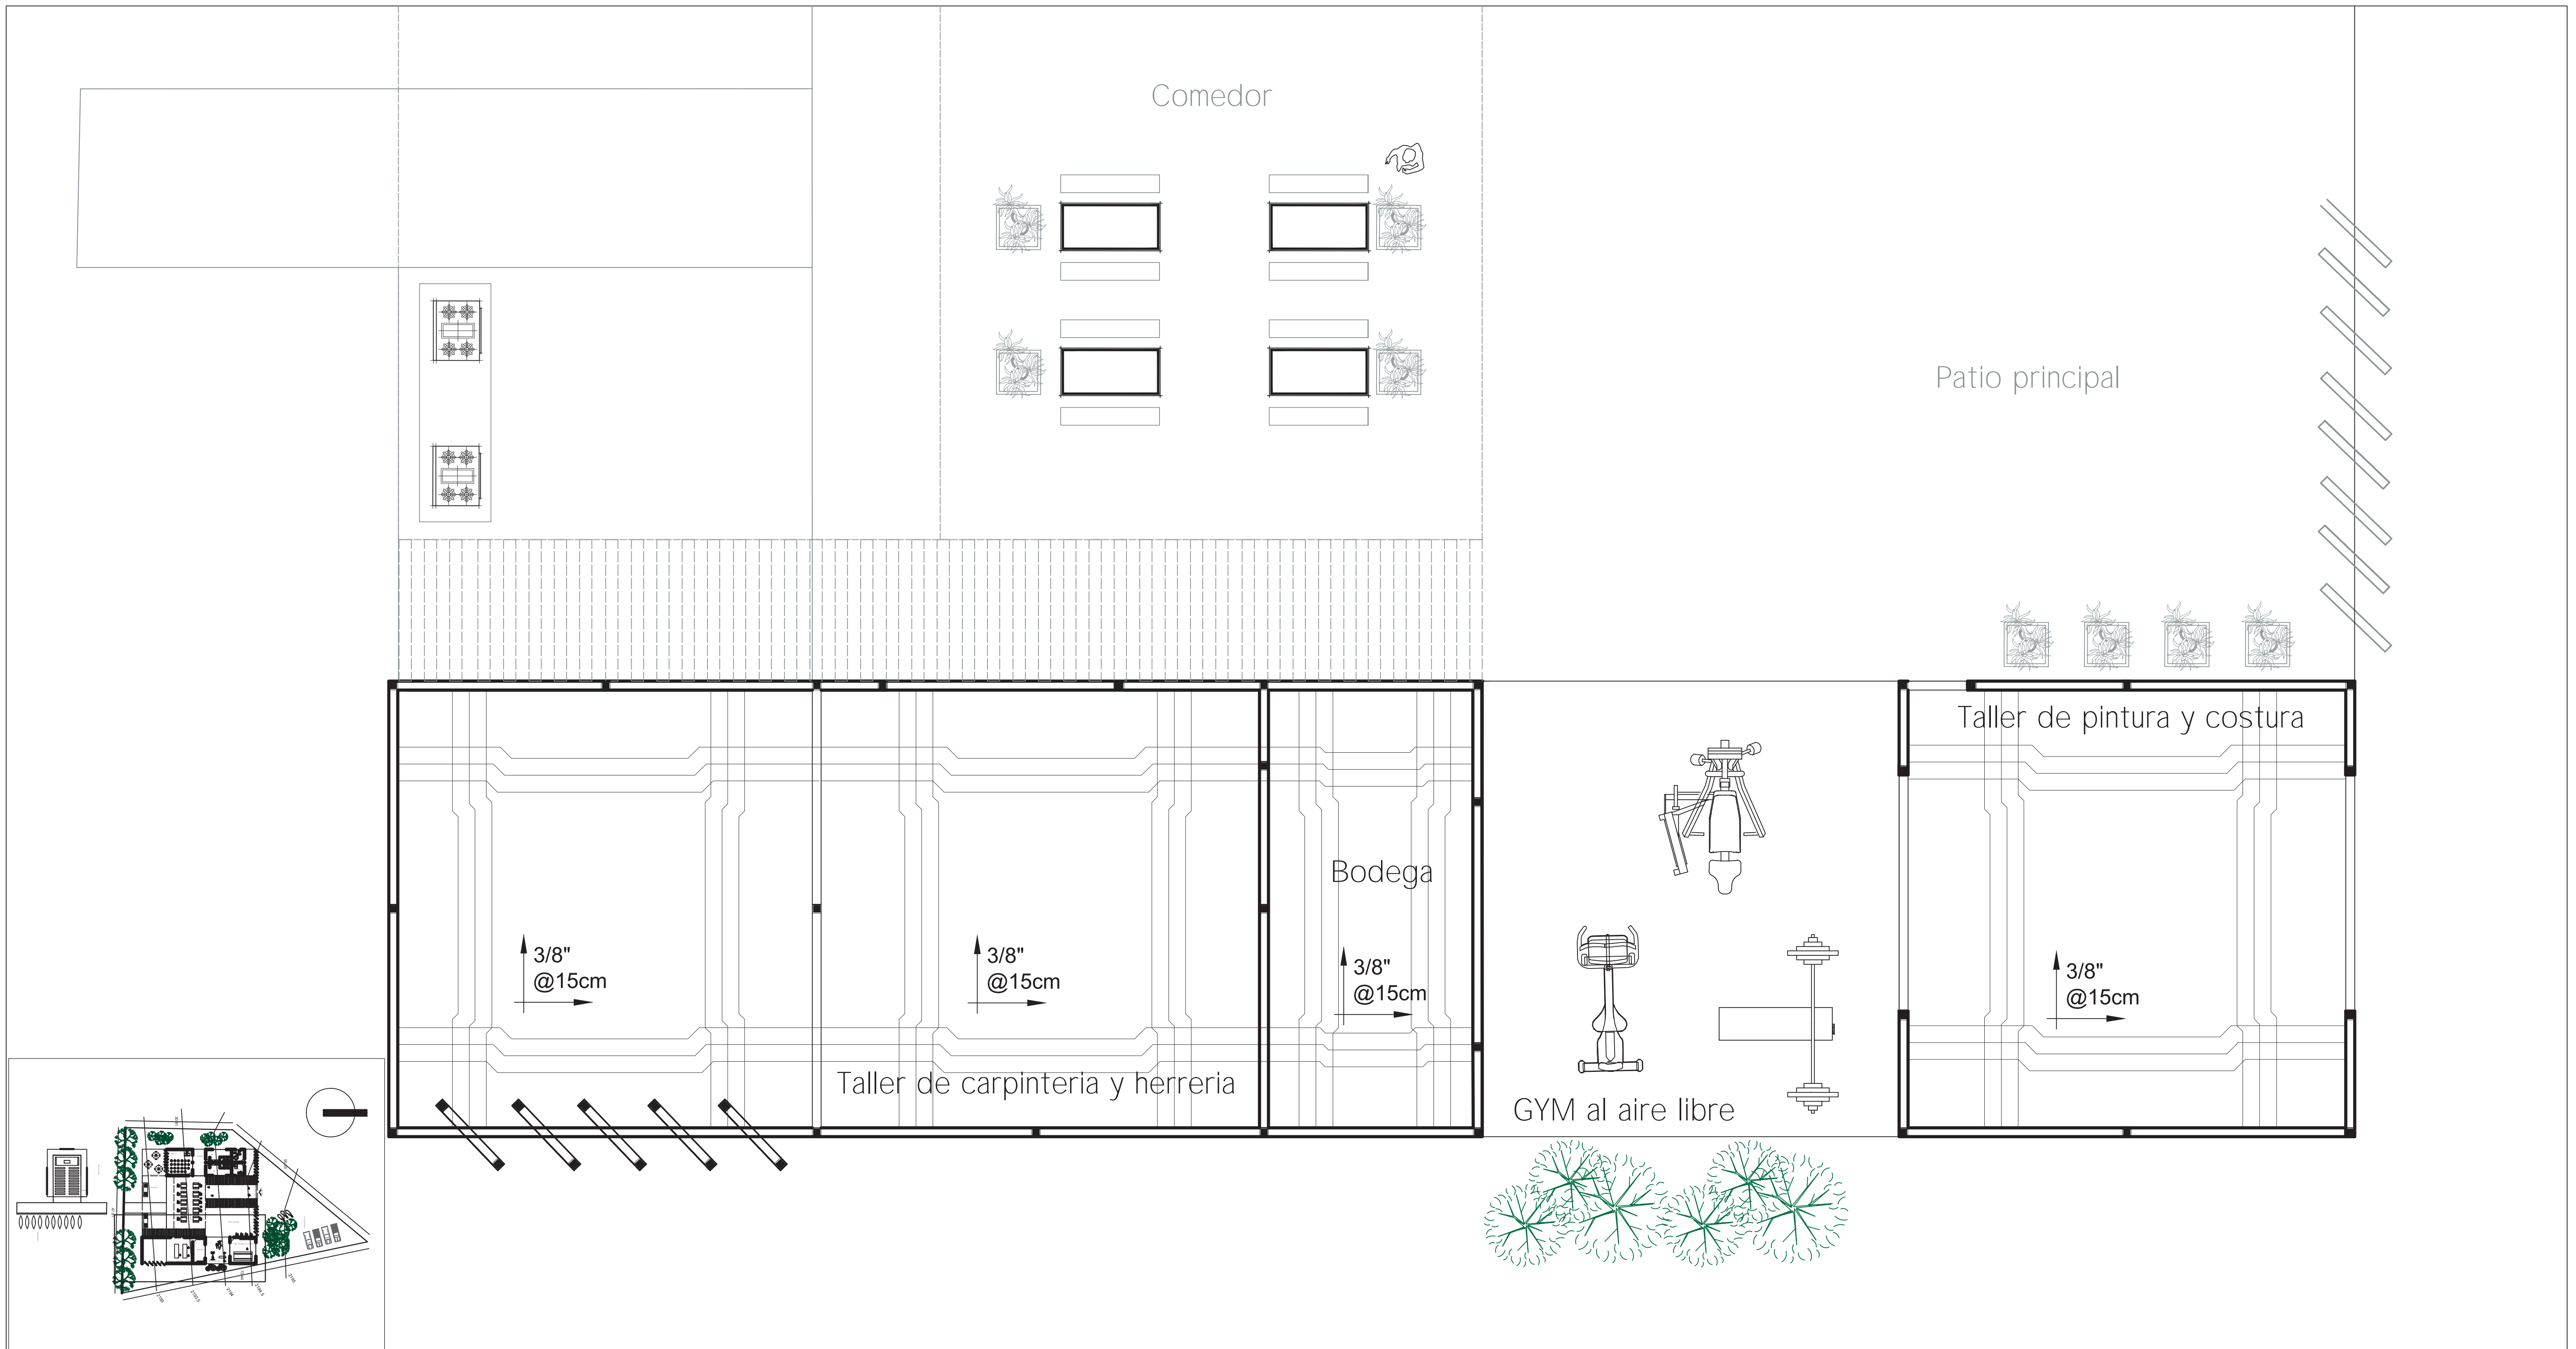 Comedor
Patio principal
Taller de pintura y costura
Bodega
3/8"
@15cm
3/8"
@15cm
3/8"
@15cm
3/8"
@15cm
Taller de carpinteria y herreria
GYM al aire libre